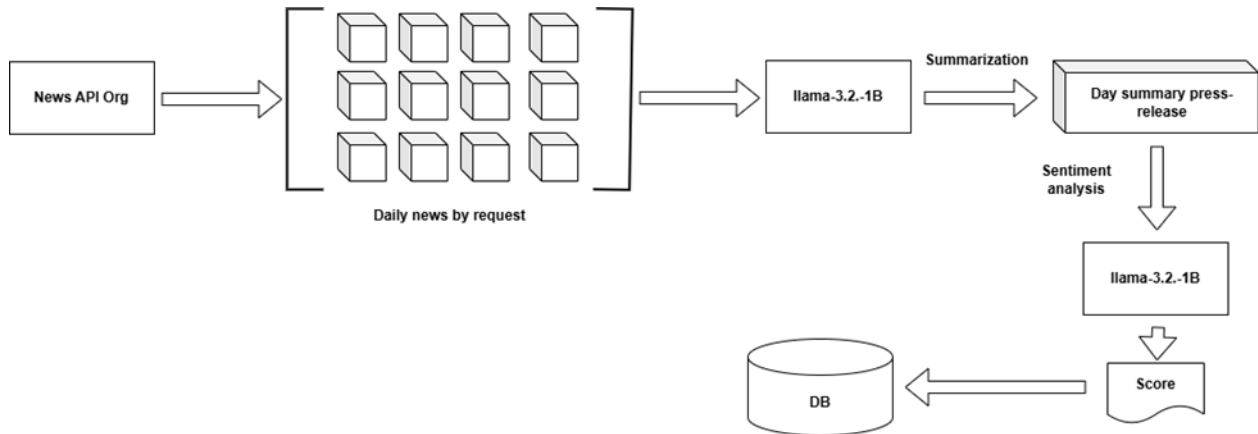 News API Org
Daily news by request
llama-3.2.-1B
Summarization
Day summary press-
release
Sentiment
analysis
llama-3.2.-1B
Score
DB